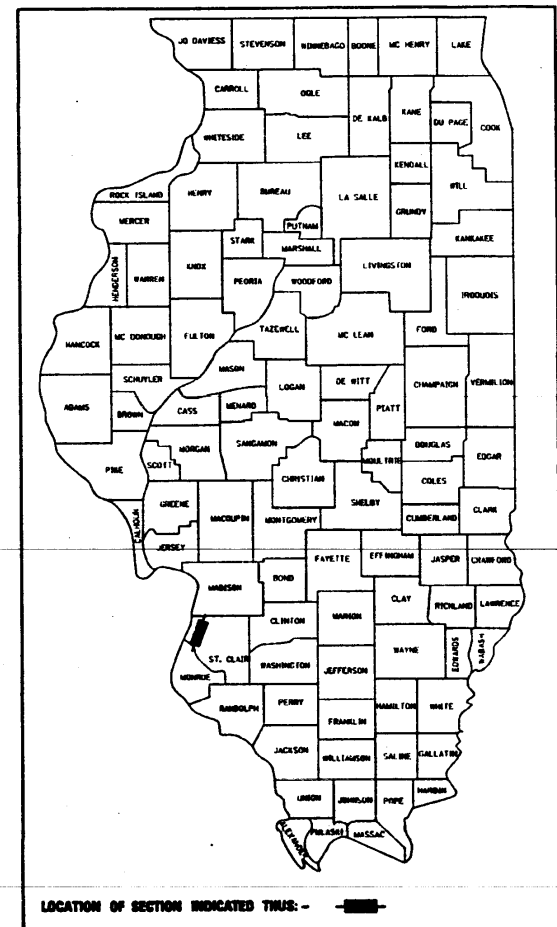 JO DAVIESS STEVENSON WINNEBAGO BOONE MC HENRY LAKE
CARROLL OGLE DE KALB KANE DU PAGE COOK
WHITESIDE LEE KENDALL WILL
ROCK ISLAND HENRY BUREAU LA SALLE GRUNDY
MERCER PUTNAM KANKAKEE
HENDERSON WARREN KNOX STARK MARSHALL LIVINGSTON
PEORIA WOODFORD IROQUOIS
HANCOCK MC DONOUGH FULTON TAZEWELL MC LEAN FORD
SCHUYLER MASON LOGAN DE WITT CHAMPAIGN VERMILION
ADAMS BROWN CASS MENARD MACON PIATT
PIKE SCOTT MORGAN SANGAMON CHRISTIAN MOULTRIE DOUGLAS EDGAR
COLES
CALHOUN GREENE MACOUPIN MONTGOMERY SHELBY CUMBERLAND CLARK
JERSEY FAYETTE EFFINGHAM JASPER CRAWFORD
MADISON BOND CLAY RICHLAND LAWRENCE
CLINTON MARION
ST. CLAIR WASHINGTON JEFFERSON WAYNE EDWARDS WABASH
MONROE
RANDOLPH PERRY FRANKLIN HAMILTON WHITE
JACKSON WILLIAMSON SALINE GALLATIN
UNION JOHNSON POPE HARDIN
ALEXANDER PULASKI MASSAC
LOCATION OF SECTION INDICATED THUS: -